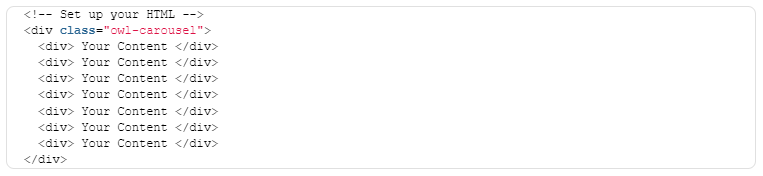 <!-- Set up your HTML -->
<div class="owl-carousel">
  <div> Your Content </div>
  <div> Your Content </div>
  <div> Your Content </div>
  <div> Your Content </div>
  <div> Your Content </div>
  <div> Your Content </div>
  <div> Your Content </div>
</div>